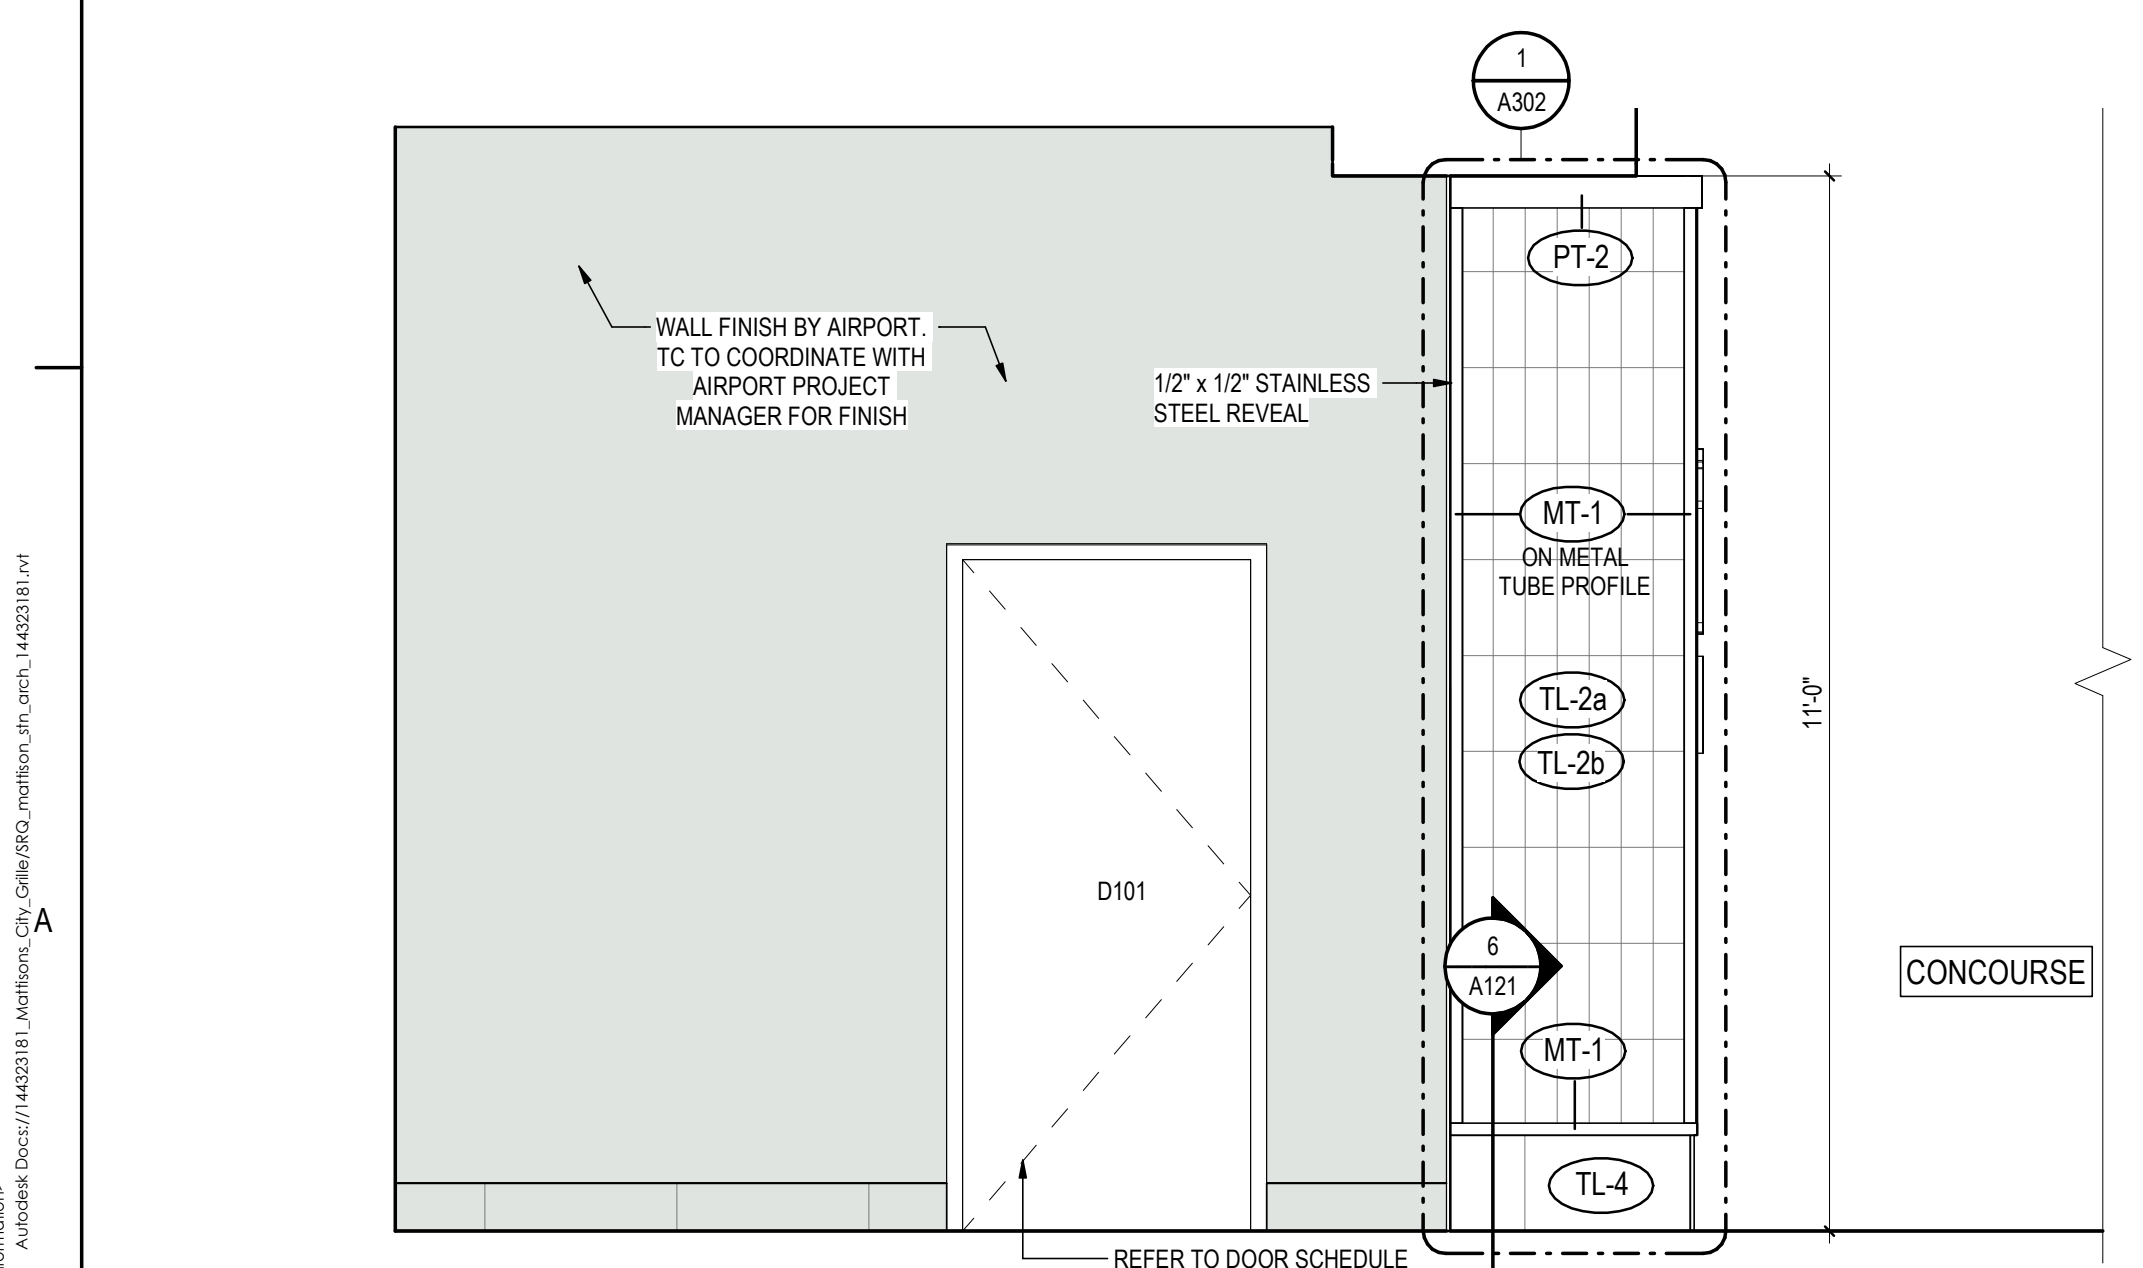 1
A302
PT-2
WALL FINISH BY AIRPORT.
TC TO COORDINATE WITH
AIRPORT PROJECT
MANAGER FOR FINISH
1/2" x 1/2" STAINLESS
STEEL REVEAL
MT-1
ON METAL
TUBE PROFILE
TL-2a
TL-2b
11'-0"
D101
6
A121
CONCOURSE
MT-1
TL-4
REFER TO DOOR SCHEDULE
A
Autodesk Docs://144323181_Mattisons_City_Grille/SRQ_mattison_stn_arch_144323181.rvt